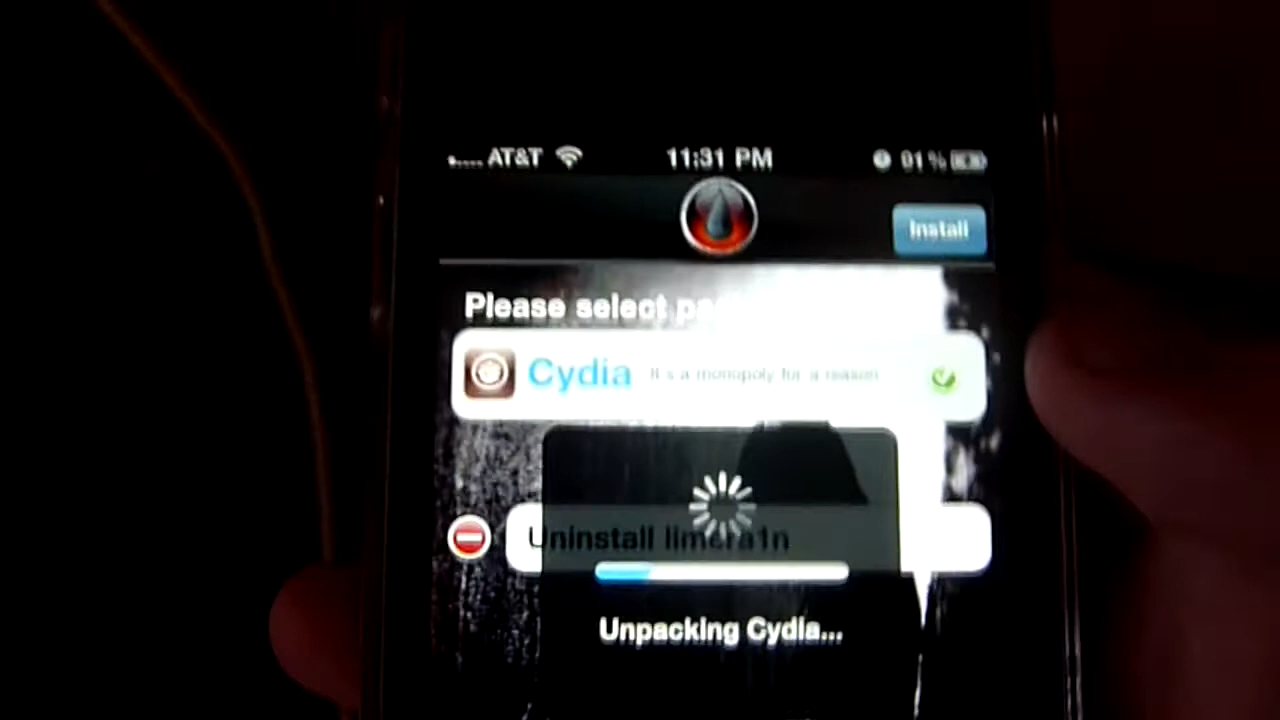 AT&T 11:31 PM 91%
Install
Please select
Cydia It's a monopoly for a reason
Uninstall limera1n
Unpacking Cydia...